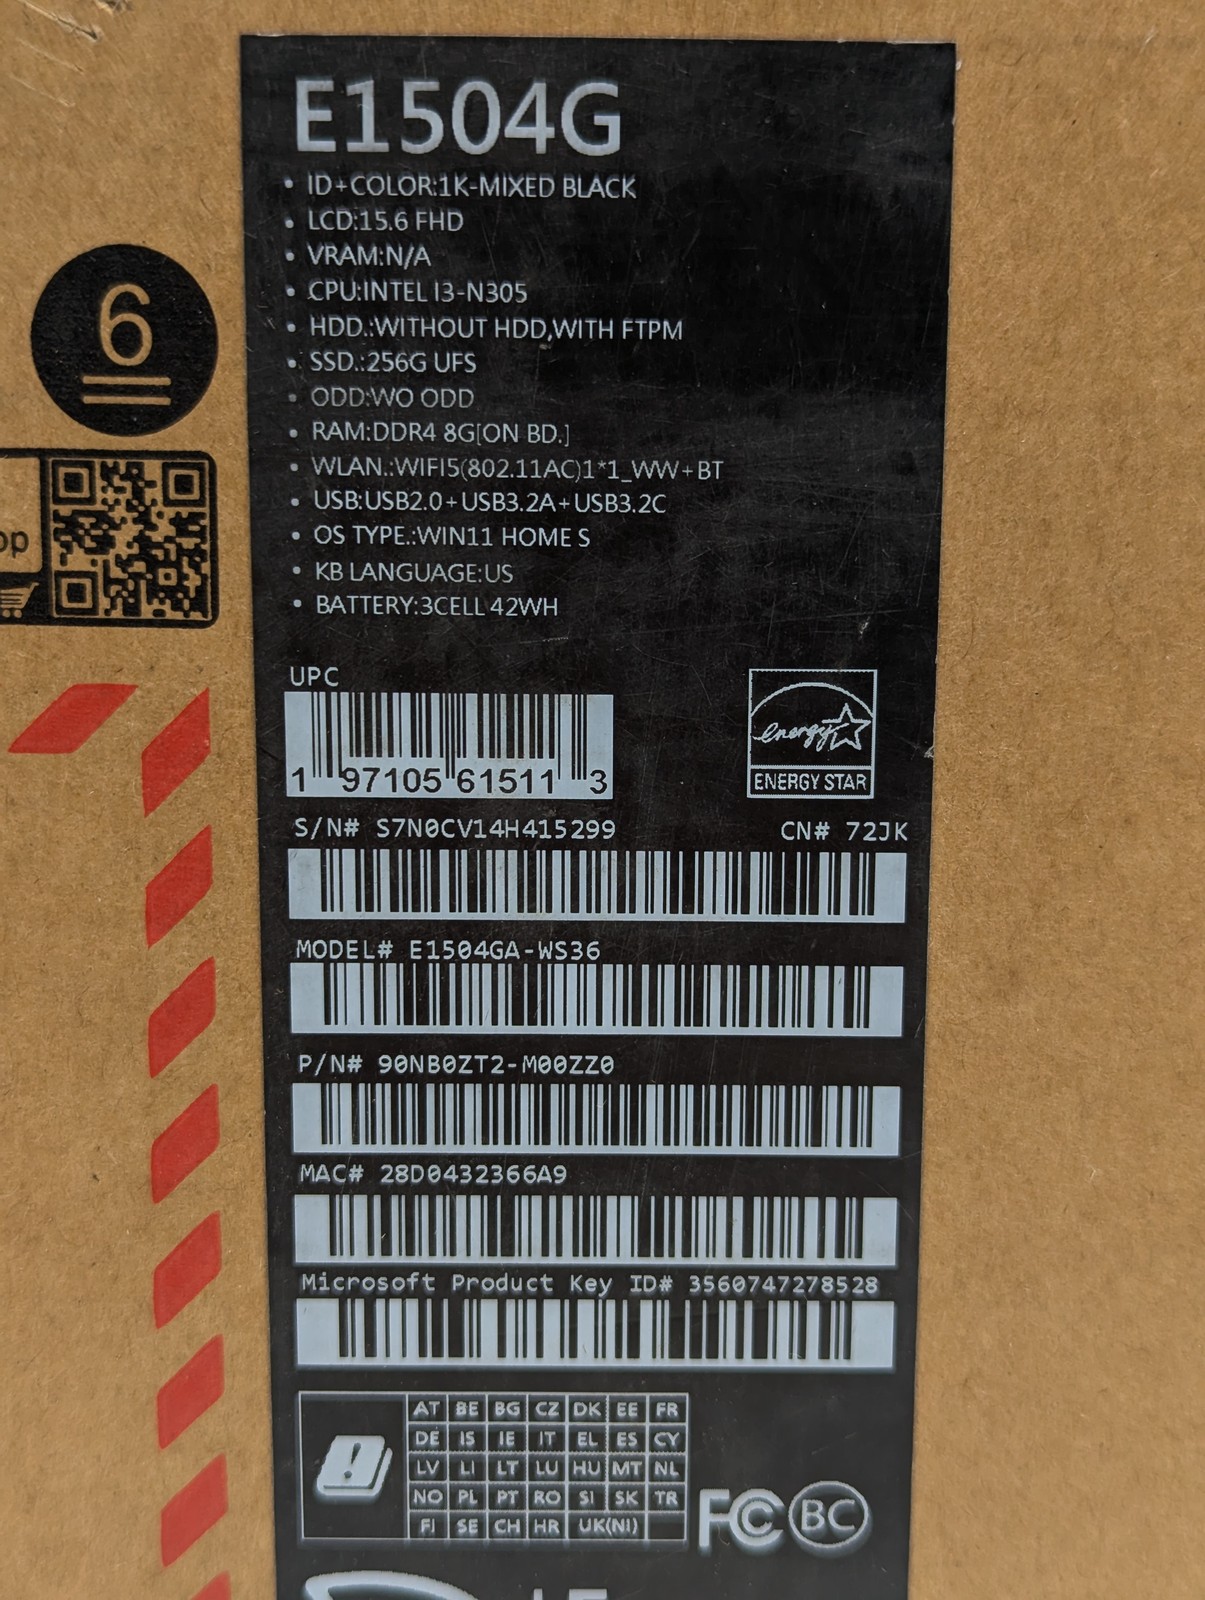 E1504G
• ID+COLOR:1K-MIXED BLACK
• LCD:15.6 FHD
• VRAM:N/A
• CPU:INTEL I3-N305
• HDD.:WITHOUT HDD,WITH FTPM
• SSD.:256G UFS
• ODD:WO ODD
• RAM:DDR4 8G[ON BD.]
• WLAN.:WIFI5(802.11AC)1*1_WW+BT
• USB:USB2.0+USB3.2A+USB3.2C
• OS TYPE.:WIN11 HOME S
• KB LANGUAGE:US
• BATTERY:3CELL 42WH
6
UPC
1 97105 61511 3
energy
ENERGY STAR
S/N# S7N0CV14H415299 CN# 72JK
MODEL# E1504GA-WS36
P/N# 90NB0ZT2-M00ZZ0
MAC# 28D0432366A9
Microsoft Product Key ID# 3560747278528
AT BE BG CZ DK EE FR
DE IS IE IT EL ES CY
LV LI LT LU HU MT NL
NO PL PT RO SI SK TR
FI SE CH HR UK(NI)
FC BC